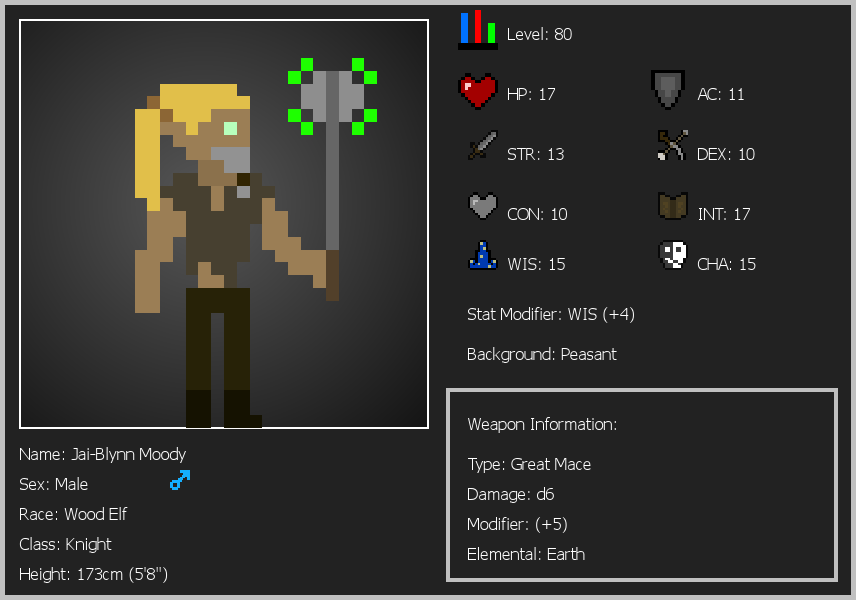 Level: 80
HP: 17
AC: 11
STR: 13
DEX: 10
CON: 10
INT: 17
WIS: 15
CHA: 15
Stat Modifier: WIS (+4)
Background: Peasant
Weapon Information:
Type: Great Mace
Damage: d6
Modifier: (+5)
Elemental: Earth
Name: Jai-Blynn Moody
Sex: Male
Race: Wood Elf
Class: Knight
Height: 173cm (5'8")